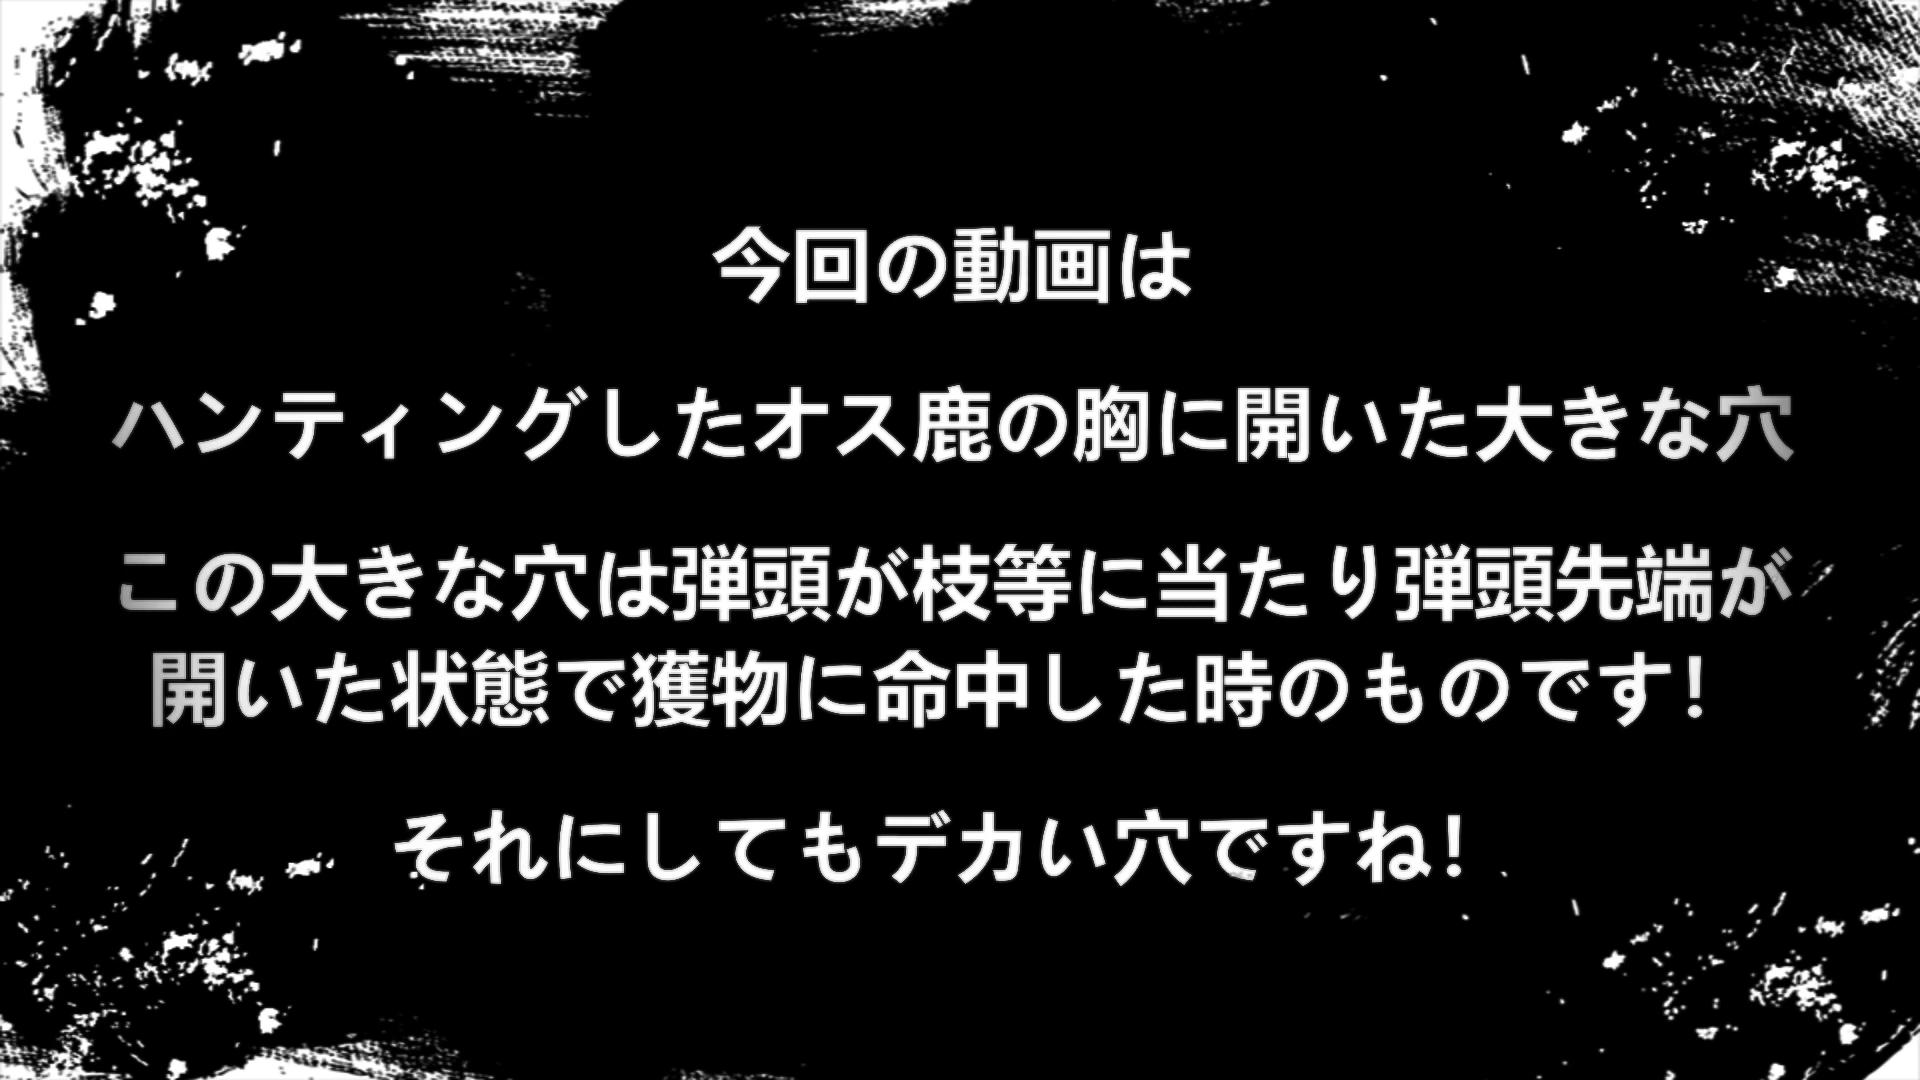 今回の動画は
ハンティングしたオス鹿の胸に開いた大きな穴
この大きな穴は弾頭が枝等に当たり弾頭先端が
開いた状態で獲物に命中した時のものです！
それにしてもデカい穴ですね！